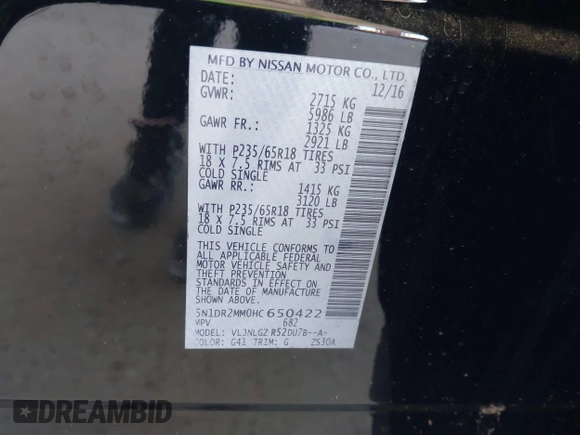 MFD BY NISSAN MOTOR CO., LTD.
DATE: 12/16
GVWR: 2715 KG
5986 LB
GAWR FR.: 1325 KG
2921 LB
WITH P235/65R18 TIRES
18 X 7.5 RIMS AT 33 PSI
COLD SINGLE
GAWR RR.: 1415 KG
3120 LB
WITH P235/65R18 TIRES
18 X 7.5 RIMS AT 33 PSI
COLD SINGLE
THIS VEHICLE CONFORMS TO
ALL APPLICABLE FEDERAL
MOTOR VEHICLE SAFETY AND
THEFT PREVENTION
STANDARDS IN EFFECT ON
THE DATE OF MANUFACTURE
SHOWN ABOVE.
5N1DR2MM0HC650422
MPV 682
MODEL: VLJNLGZ R52DU7B--A-
COLOR: G41 TRIM: G ZS30A
DREAMBID